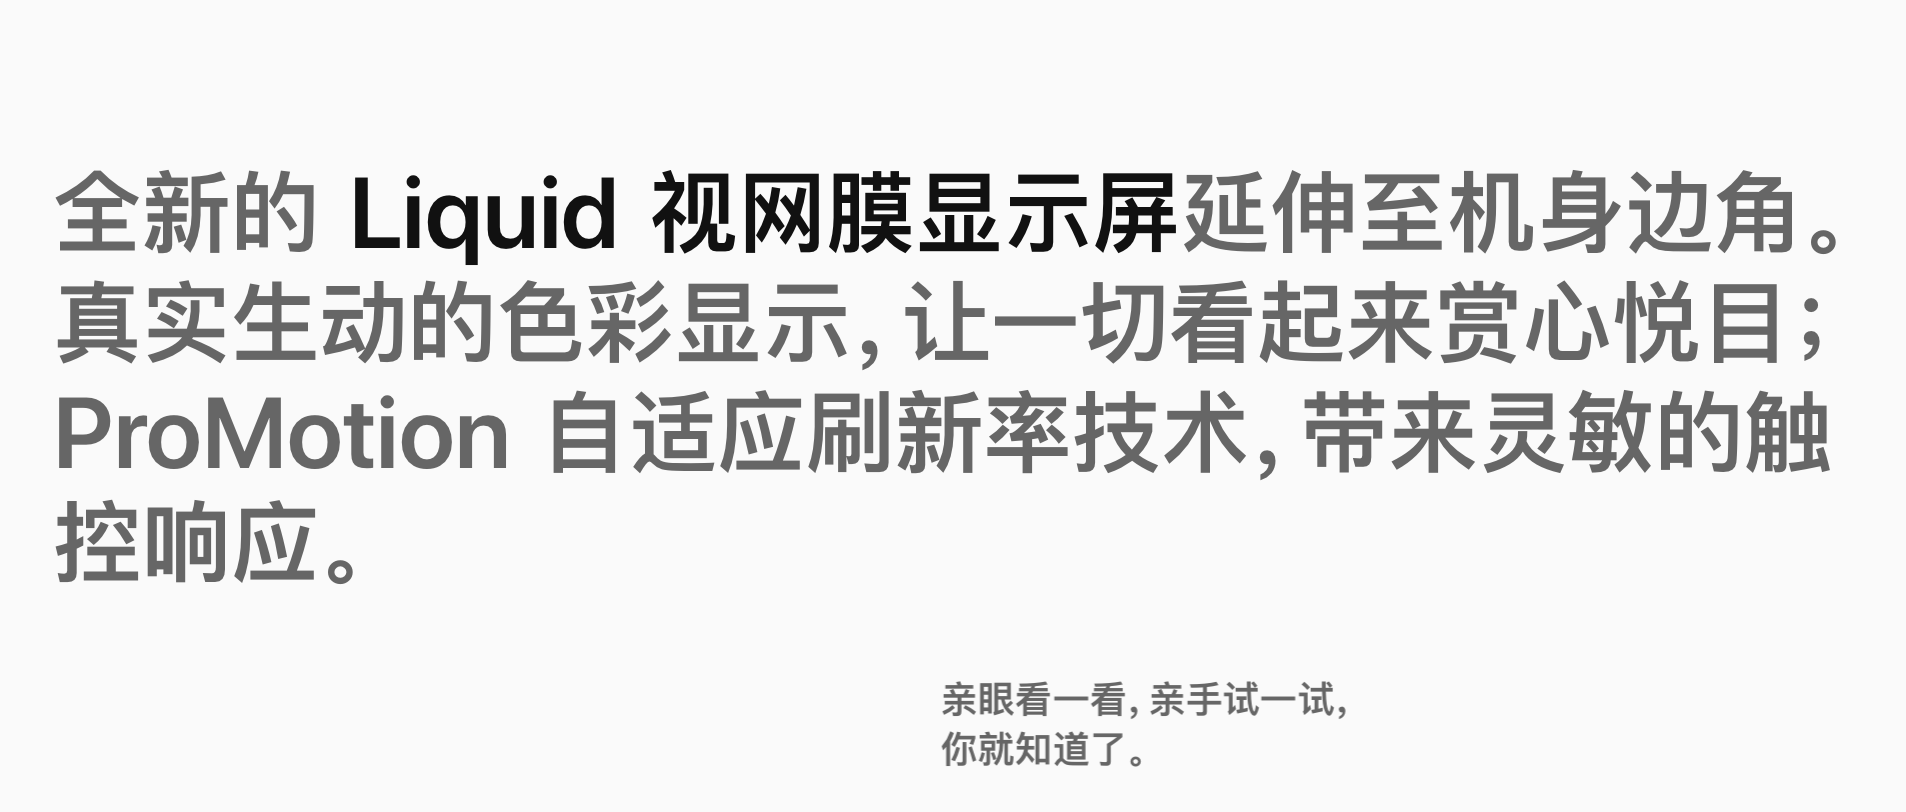 全新的 Liquid 视网膜显示屏延伸至机身边角。
真实生动的色彩显示，让一切看起来赏心悦目；
ProMotion 自适应刷新率技术，带来灵敏的触
控响应。
亲眼看一看，亲手试一试，
你就知道了。